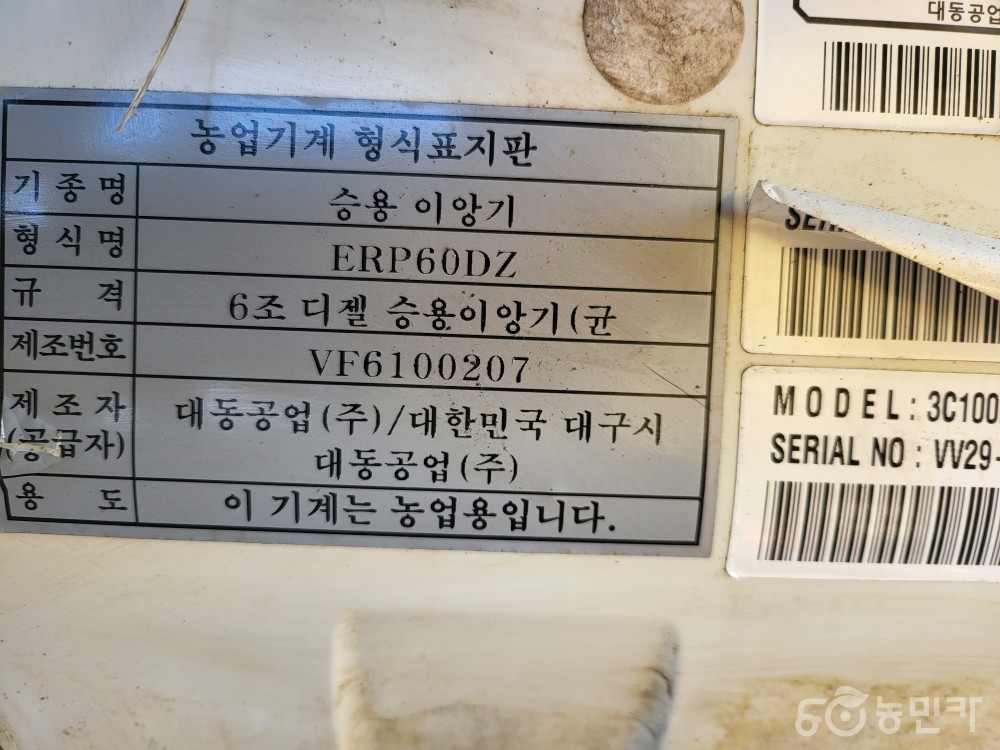 농업기계 형식표지판
기종명 승용 이앙기
형식명 ERP60DZ
규격 6조 디젤 승용이앙기(균
제조번호 VF6100207
제조자 대동공업(주)/대한민국 대구시
(공급자) 대동공업(주)
용도 이 기계는 농업용입니다.
대동공업
MODEL: 3C100
SERIAL NO : VV29-
농민카